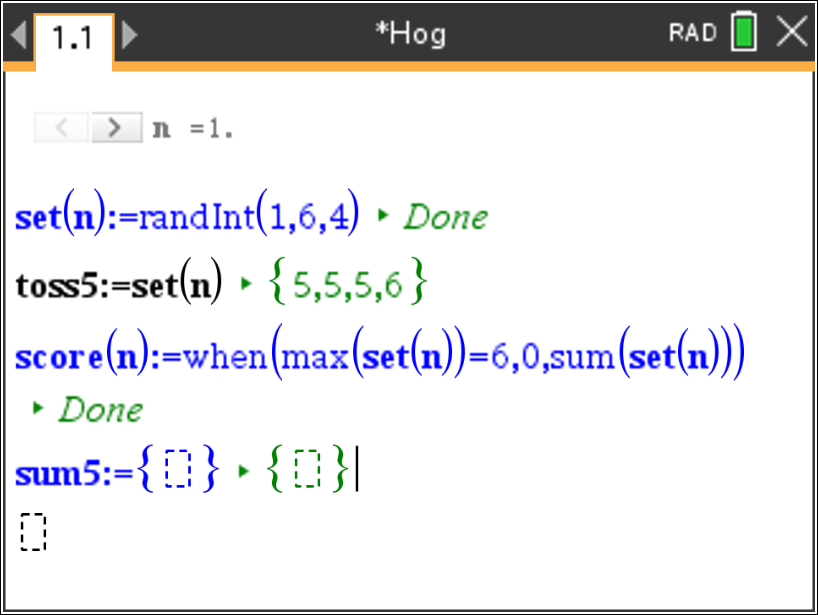 1.1 *Hog RAD
n =1.
set(n):=randInt(1,6,4) ▸ Done
toss5:=set(n) ▸ {5,5,5,6}
score(n):=when(max(set(n))=6,0,sum(set(n)))
▸ Done
sum5:={▯} ▸ {▯}